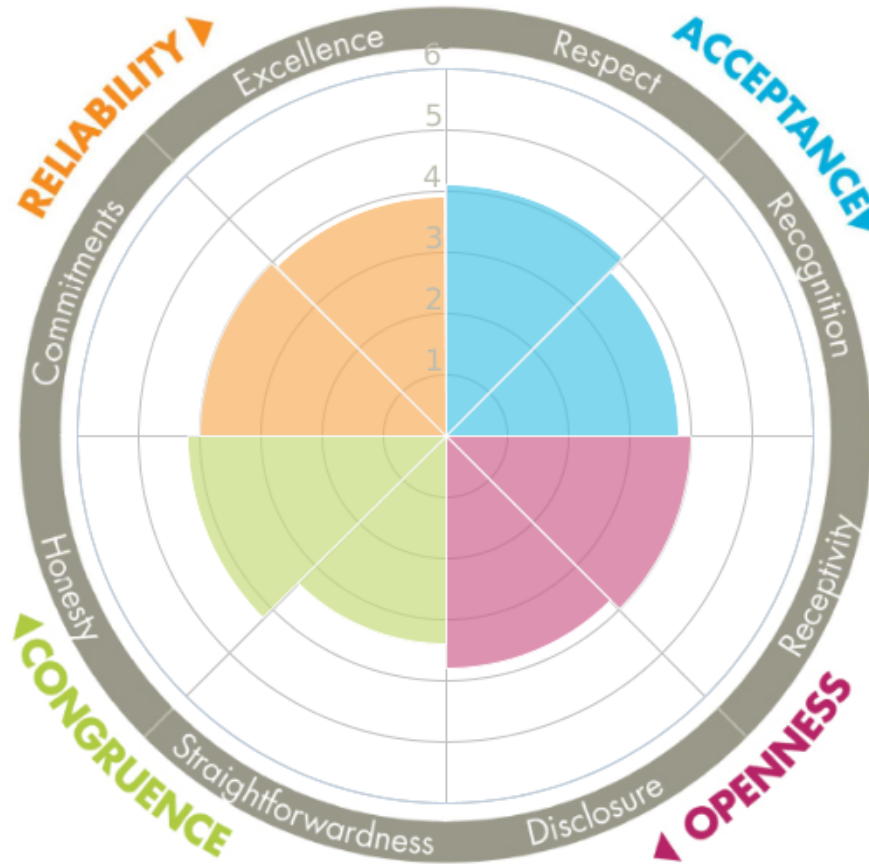 RELIABILITY
ACCEPTANCE
Excellence
Respect
Commitments
Recognition
6
5
4
3
2
1
Honesty
Receptivity
Straightforwardness
Disclosure
CONGRUENCE
OPENNESS